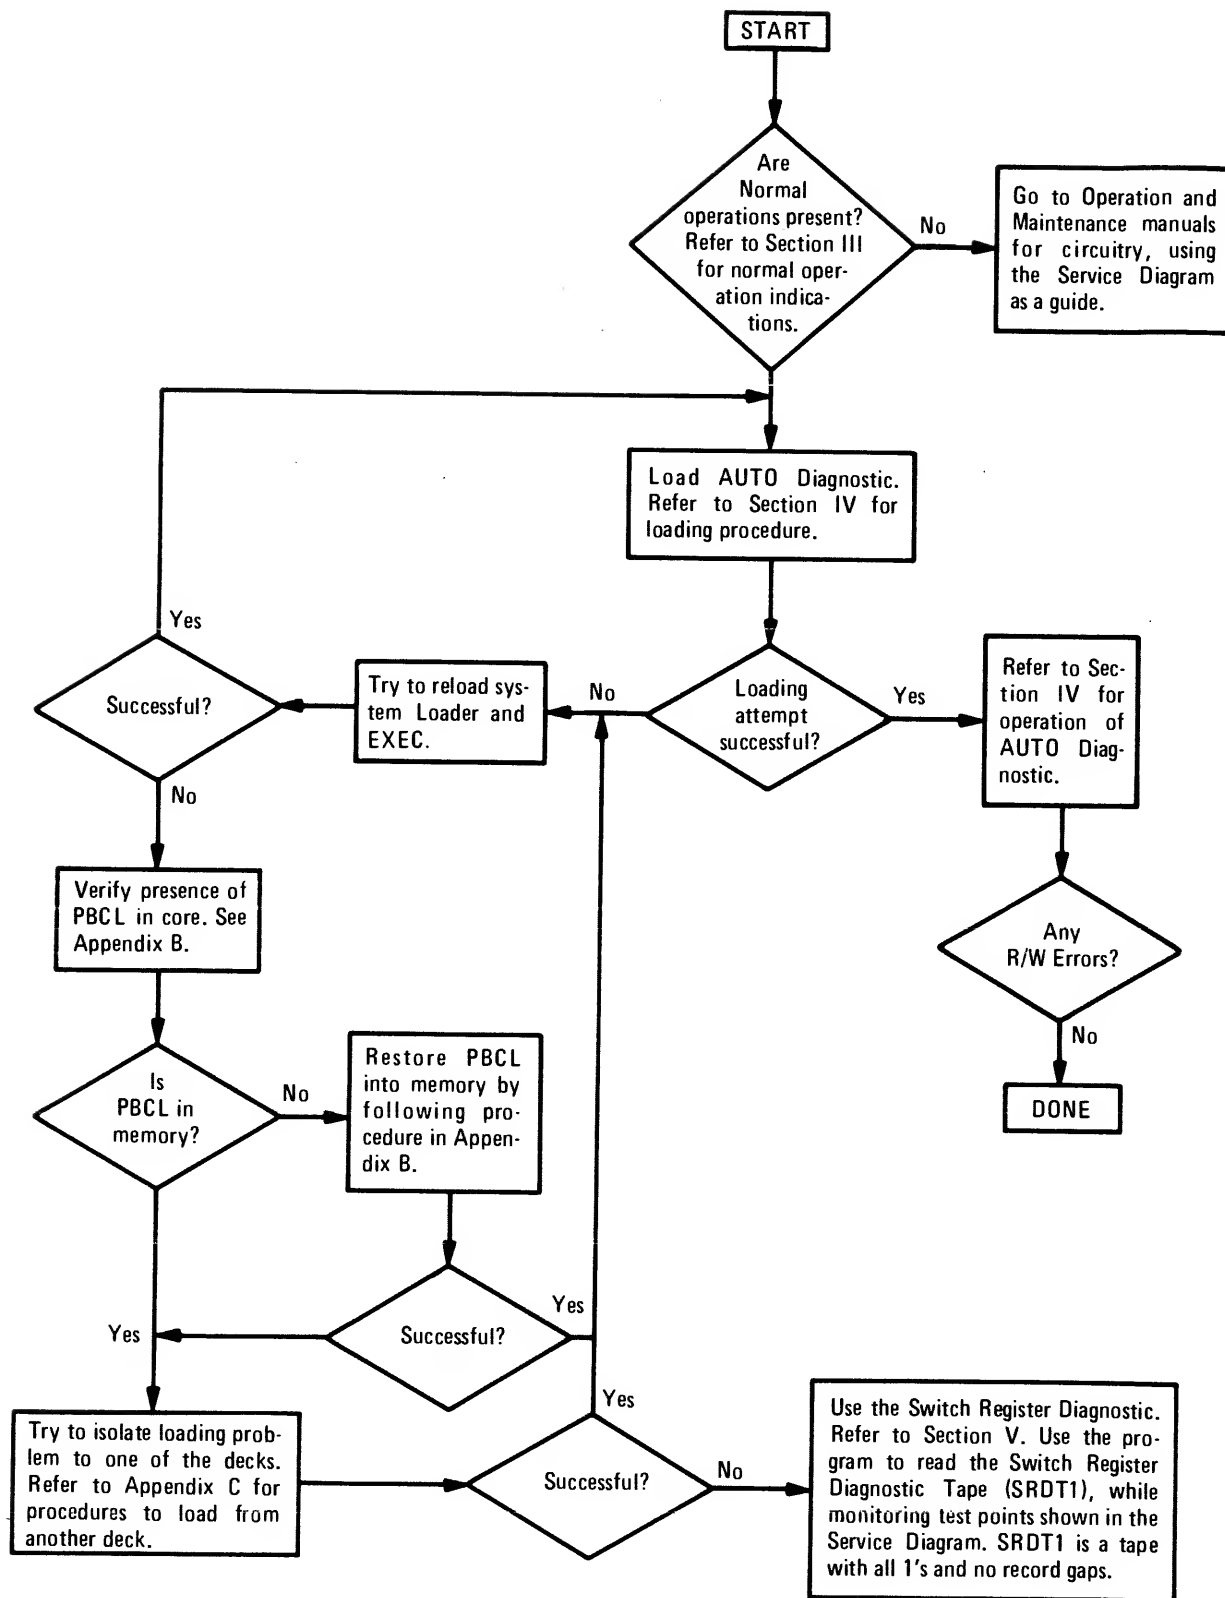 START
Are
Normal
operations present?
Refer to Section III
for normal oper-
ation indica-
tions.
No
Go to Operation and
Maintenance manuals
for circuitry, using
the Service Diagram
as a guide.
Load AUTO Diagnostic.
Refer to Section IV for
loading procedure.
Yes
Successful?
No
Try to reload sys-
tem Loader and
EXEC.
No
Loading
attempt
successful?
Yes
Refer to Sec-
tion IV for
operation of
AUTO Diag-
nostic.
Any
R/W Errors?
No
DONE
Verify presence of
PBCL in core. See
Appendix B.
Is
PBCL in
memory?
No
Restore PBCL
into memory by
following pro-
cedure in Appen-
dix B.
Yes
Successful?
Yes
Try to isolate loading prob-
lem to one of the decks.
Refer to Appendix C for
procedures to load from
another deck.
Yes
Successful?
No
Use the Switch Register Diagnostic.
Refer to Section V. Use the pro-
gram to read the Switch Register
Diagnostic Tape (SRDT1), while
monitoring test points shown in the
Service Diagram. SRDT1 is a tape
with all 1's and no record gaps.